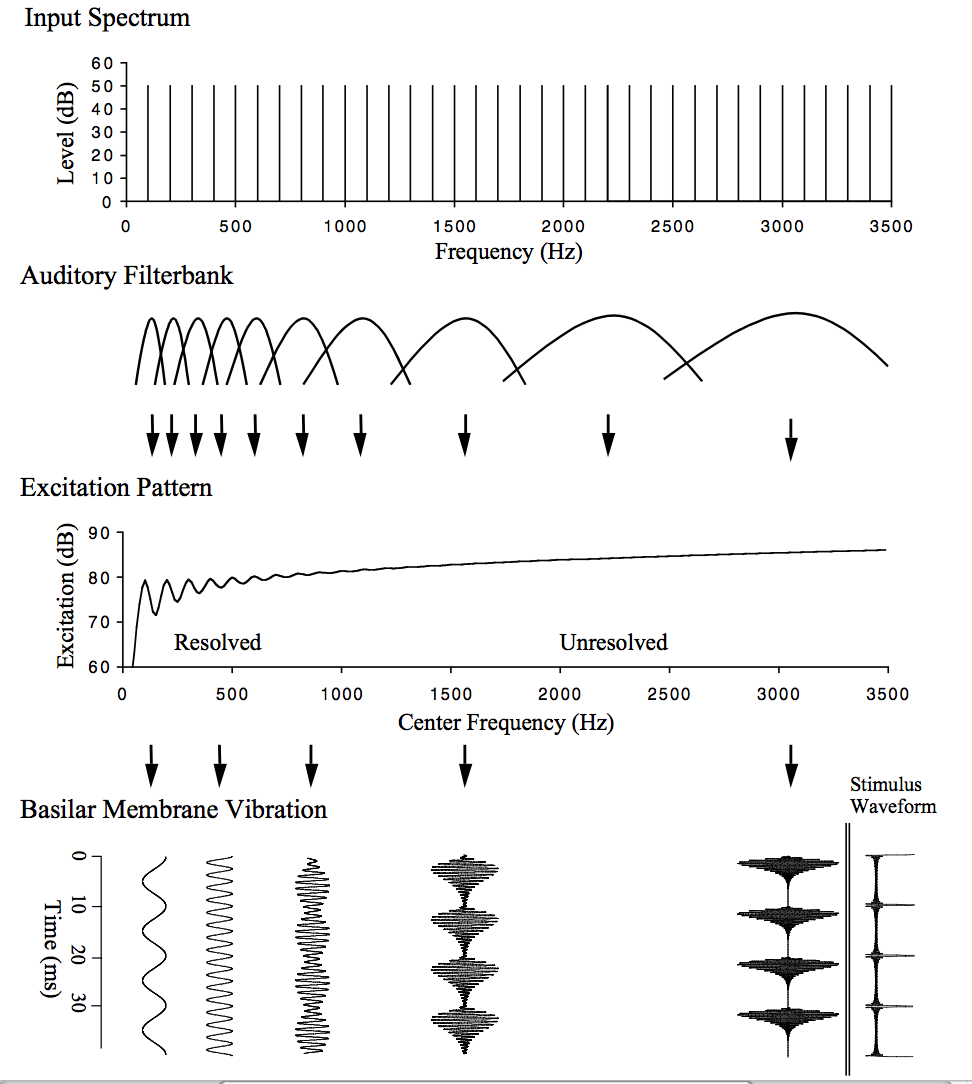 Input Spectrum
Level (dB)
60
50
40
30
20
10
0
0 500 1000 1500 2000 2500 3000 3500
Frequency (Hz)
Auditory Filterbank
Excitation Pattern
Excitation (dB)
90
80
70
60
Resolved Unresolved
0 500 1000 1500 2000 2500 3000 3500
Center Frequency (Hz)
Basilar Membrane Vibration
Stimulus
Waveform
Time (ms)
0
10
20
30